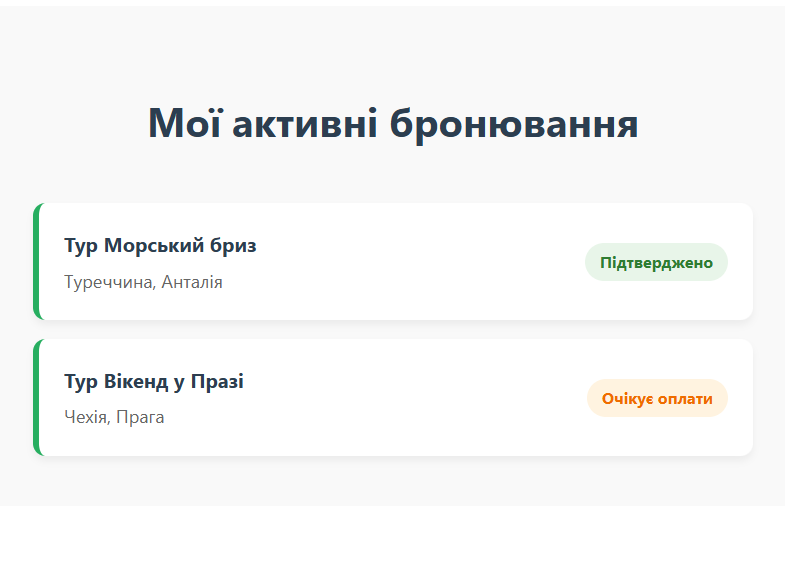 Мої активні бронювання
Тур Морський бриз
Туреччина, Анталія
Підтверджено
Тур Вікенд у Празі
Чехія, Прага
Очікує оплати